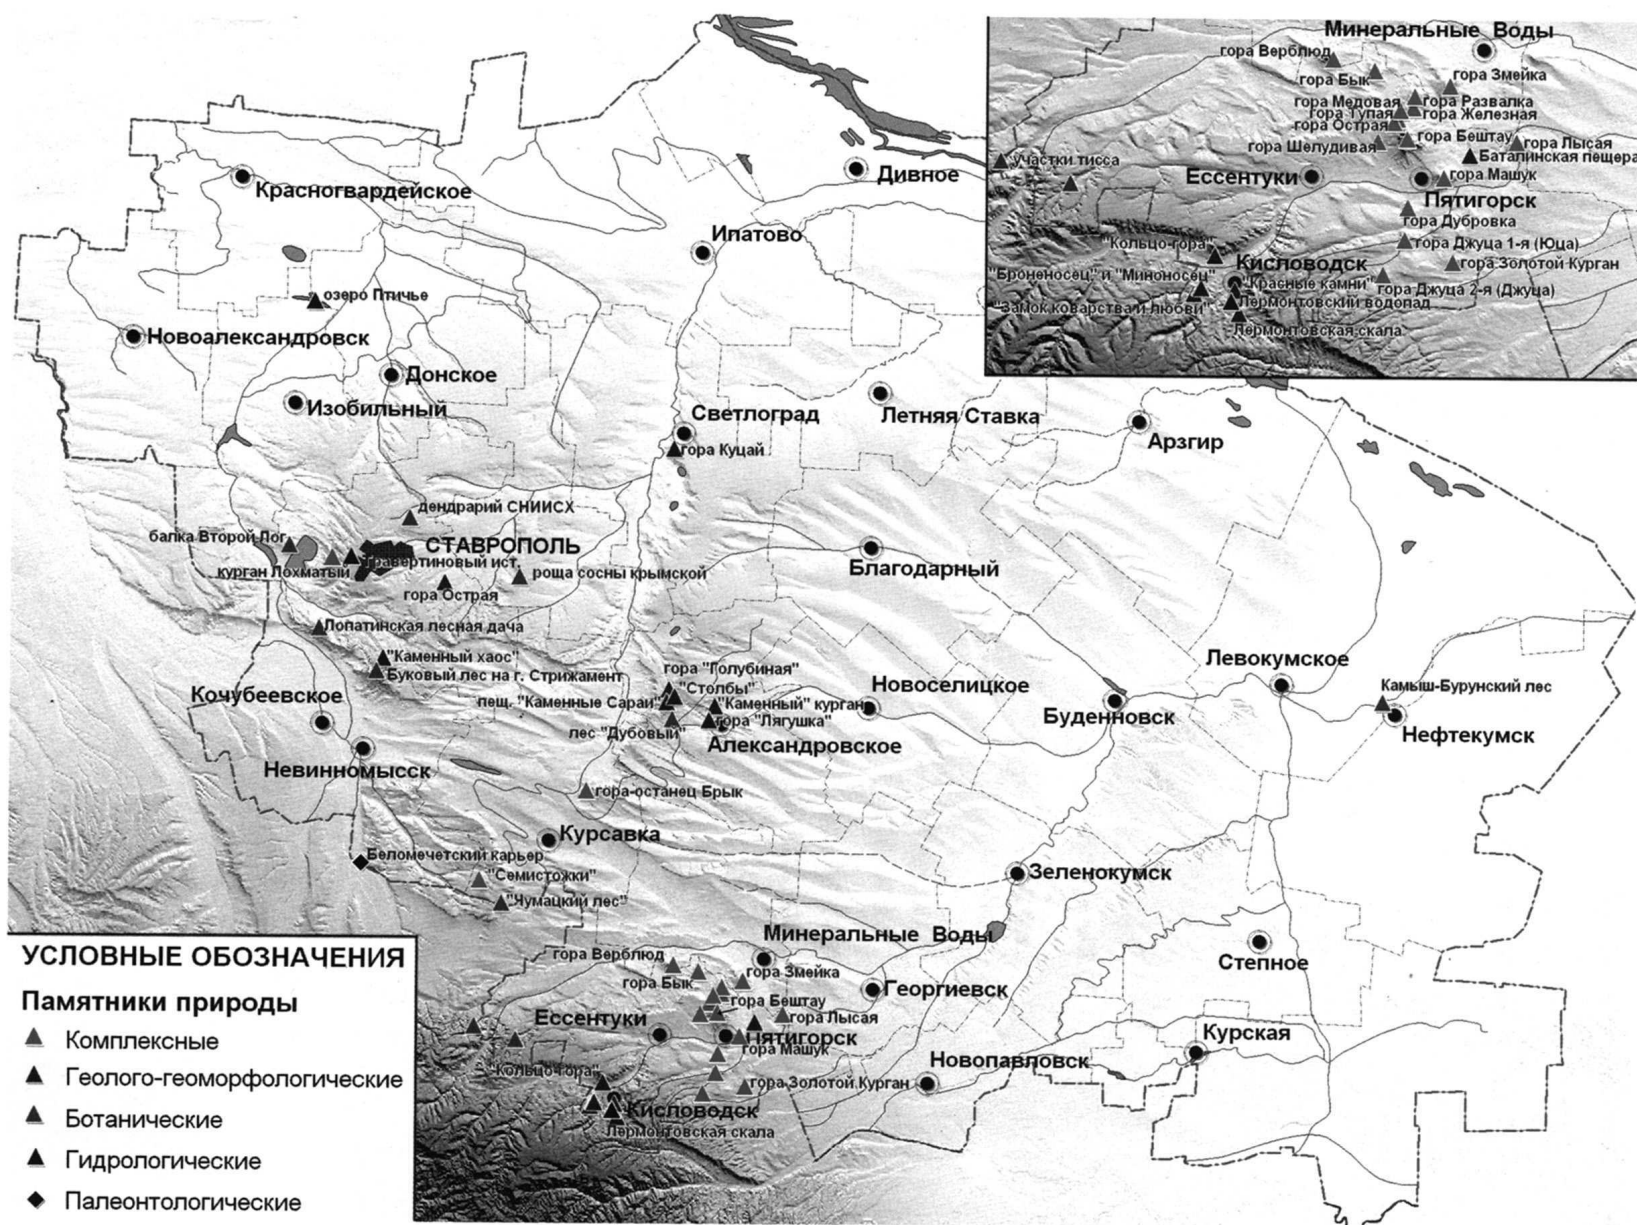 Минеральные Воды
гора Верблюд
гора Бык
гора Змейка
гора Медовая
гора Развалка
гора Тупая
гора Железная
гора Острая
гора Бештау
гора Шелудивая
гора Лысая
Баталинская пещера
участки тисса
Ессентуки
гора Машук
Пятигорск
гора Дубровка
"Кольцо-гора"
гора Джуца 1-я (Юца)
Кисловодск
гора Золотой Курган
"Броненосец" и "Миноносец"
"Красные камни"
гора Джуца 2-я (Джуца)
"Замок коварства и любви"
Лермонтовский водопад
Лермонтовская скала
Красногвардейское
Дивное
Ипатово
озеро Птичье
Новоалександровск
Донское
Изобильный
Светлоград
Летняя Ставка
Арзгир
гора Куцай
дендрарий СНИИСХ
балка Второй Лог
СТАВРОПОЛЬ
Травертиновый ист.
курган Лохматый
роща сосны крымской
гора Острая
Благодарный
Лопатинская лесная дача
"Каменный хаос"
Буковый лес на г. Стрижамент
гора "Голубиная"
"Столбы"
пещ. "Каменные Сараи"
"Каменный" курган
гора "Лягушка"
лес "Дубовый"
Александровское
Новоселицкое
Левокумское
Камыш-Бурунский лес
Буденновск
Нефтекумск
Кочубеевское
Невинномысск
гора-останец Брык
Курсавка
Беломечетский карьер
"Семистожки"
"Чумацкий лес"
Зеленокумск
Минеральные Воды
гора Верблюд
гора Змейка
гора Бык
гора Бештау
Георгиевск
Степное
Ессентуки
гора Лысая
Пятигорск
гора Машук
Курская
"Кольцо-гора"
гора Золотой Курган
Новопавловск
Кисловодск
Лермонтовская скала
УСЛОВНЫЕ ОБОЗНАЧЕНИЯ
Памятники природы
Комплексные
Геолого-геоморфологические
Ботанические
Гидрологические
Палеонтологические